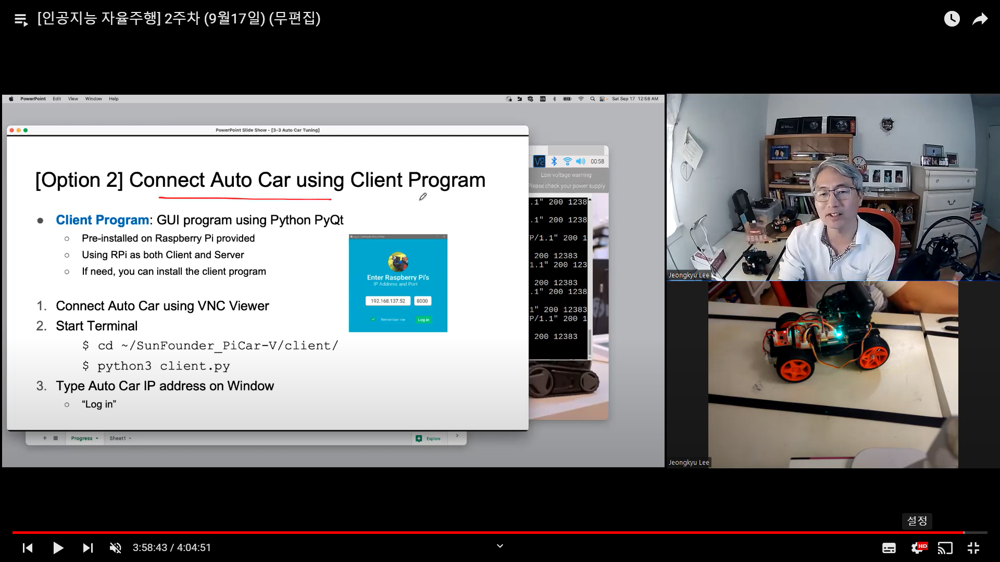 [인공지능 자율주행] 2주차 (9월17일) (무편집)
PowerPoint Edit View Window Help
US
Sat Sep 17 12:58 AM
PowerPoint Slide Show - [3-3 Auto Car Tuning]
[Option 2] Connect Auto Car using Client Program
● Client Program: GUI program using Python PyQt
○ Pre-installed on Raspberry Pi provided
○ Using RPi as both Client and Server
○ If need, you can install the client program
1. Connect Auto Car using VNC Viewer
2. Start Terminal
$ cd ~/SunFounder_PiCar-V/client/
$ python3 client.py
3. Type Auto Car IP address on Window
○ “Log in”
Enter Raspberry Pi's
IP Address and Port
192.168.137.52 8000
Remember me Log in
00:58
Low voltage warning
Please check your power supply
.1" 200 1238
.1" 200 1238
P/1.1" 200 1
200 12383
1.1" 200 123
200 12383
.1" 200 1238
1" 200 12383
P/1.1" 200 1
200 12383
+ Progress Sheet1 Explore
Jeongkyu Lee
Jeongkyu Lee
설정
3:58:43 / 4:04:51
HD